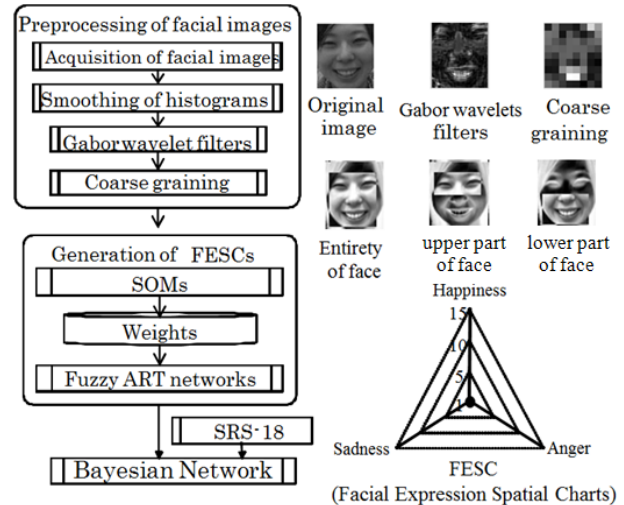 Preprocessing of facial images
Acquisition of facial images
Smoothing of histograms
Gabor wavelet filters
Coarse graining
Generation of FESCs
SOMs
Weights
Fuzzy ART networks
SRS-18
Bayesian Network
Original
image
Gabor wavelets
filters
Coarse
graining
Entirety
of face
upper part
of face
lower part
of face
Happiness
15
10
5
1
Sadness
Anger
FESC
(Facial Expression Spatial Charts)